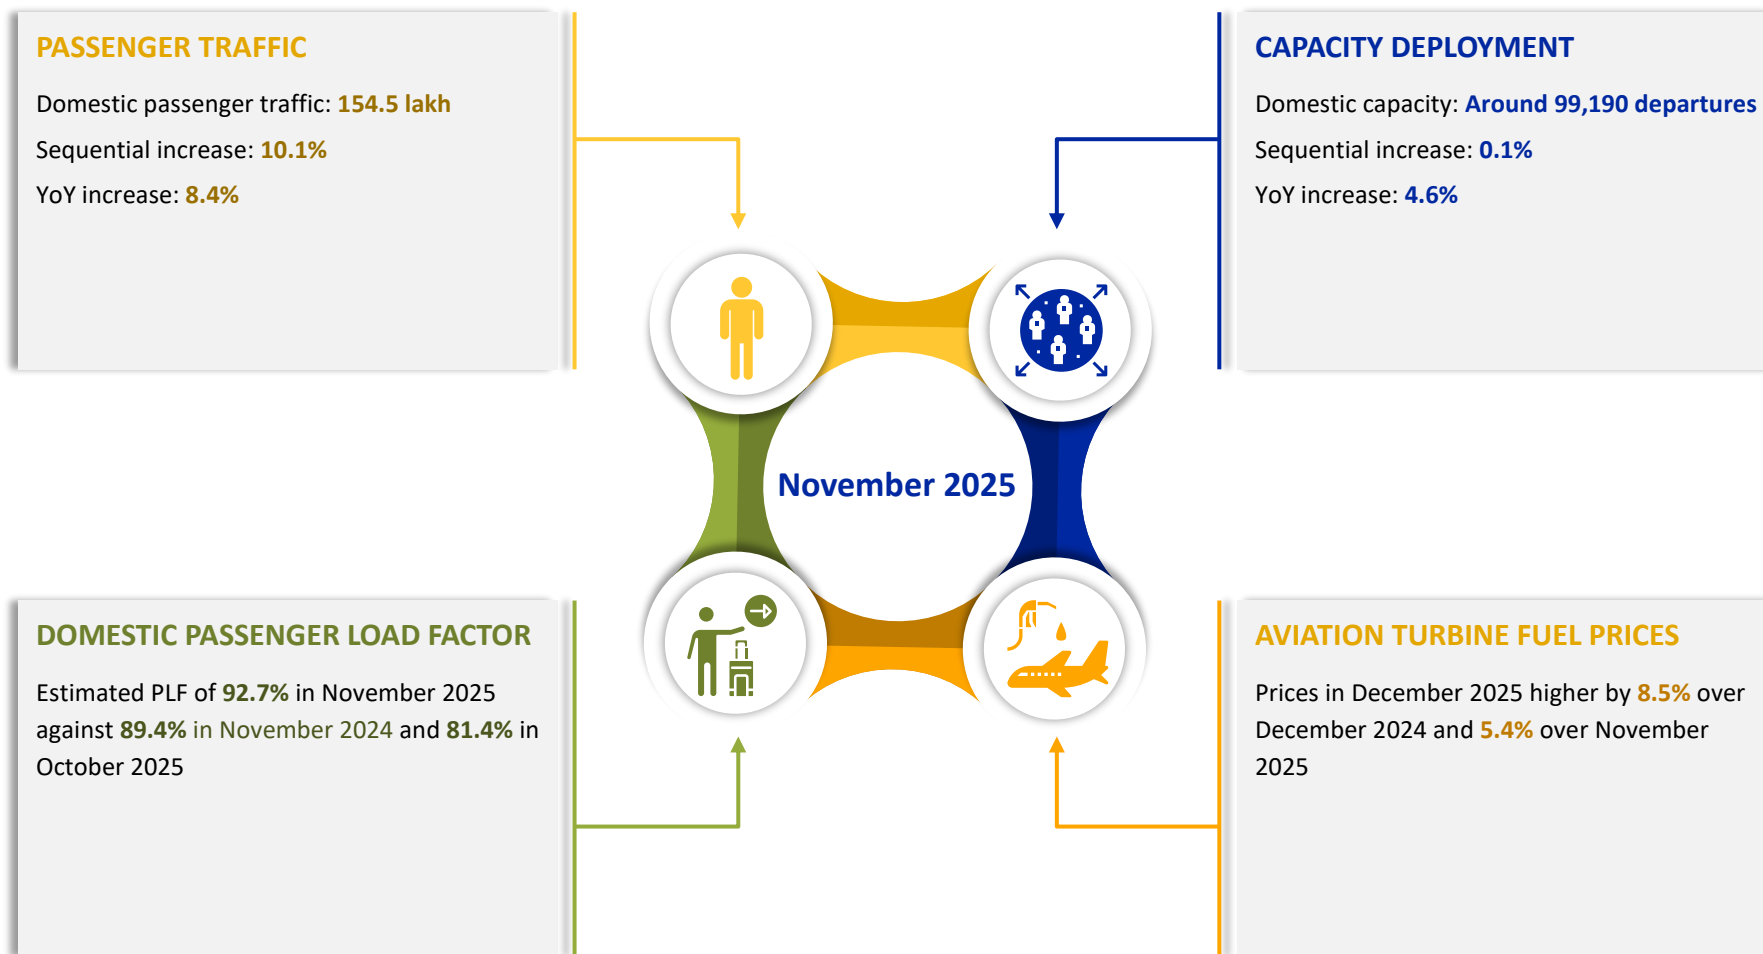 PASSENGER TRAFFIC
Domestic passenger traffic: 154.5 lakh
Sequential increase: 10.1%
YoY increase: 8.4%
CAPACITY DEPLOYMENT
Domestic capacity: Around 99,190 departures
Sequential increase: 0.1%
YoY increase: 4.6%
November 2025
DOMESTIC PASSENGER LOAD FACTOR
Estimated PLF of 92.7% in November 2025
against 89.4% in November 2024 and 81.4% in
October 2025
AVIATION TURBINE FUEL PRICES
Prices in December 2025 higher by 8.5% over
December 2024 and 5.4% over November
2025